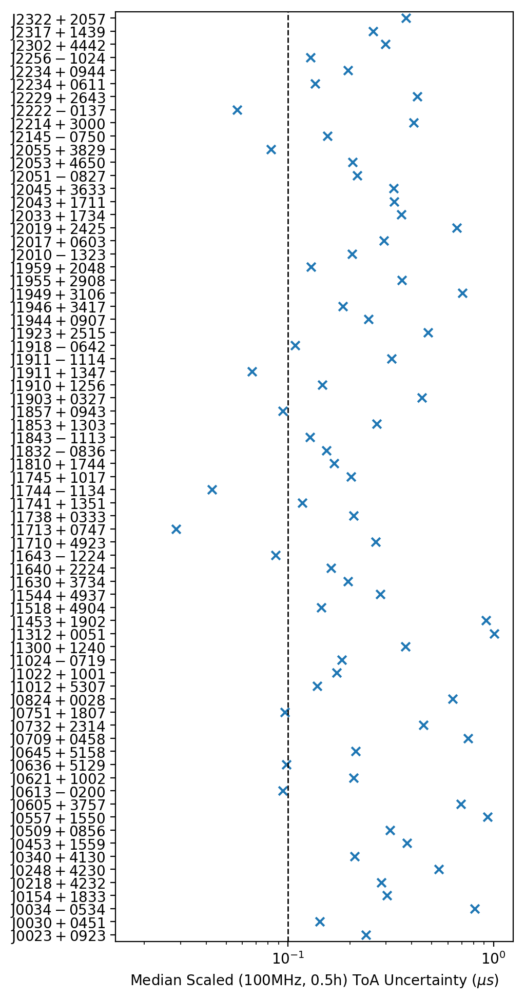 J2322 + 2057
J2317 + 1439
J2302 + 4442
J2256 − 1024
J2234 + 0944
J2234 + 0611
J2229 + 2643
J2222 − 0137
J2214 + 3000
J2145 − 0750
J2055 + 3829
J2053 + 4650
J2051 − 0827
J2045 + 3633
J2043 + 1711
J2033 + 1734
J2019 + 2425
J2017 + 0603
J2010 − 1323
J1959 + 2048
J1955 + 2908
J1949 + 3106
J1946 + 3417
J1944 + 0907
J1923 + 2515
J1918 − 0642
J1911 − 1114
J1911 + 1347
J1910 + 1256
J1903 + 0327
J1857 + 0943
J1853 + 1303
J1843 − 1113
J1832 − 0836
J1810 + 1744
J1745 + 1017
J1744 − 1134
J1741 + 1351
J1738 + 0333
J1713 + 0747
J1710 + 4923
J1643 − 1224
J1640 + 2224
J1630 + 3734
J1544 + 4937
J1518 + 4904
J1453 + 1902
J1312 + 0051
J1300 + 1240
J1024 − 0719
J1022 + 1001
J1012 + 5307
J0824 + 0028
J0751 + 1807
J0732 + 2314
J0709 + 0458
J0645 + 5158
J0636 + 5129
J0621 + 1002
J0613 − 0200
J0605 + 3757
J0557 + 1550
J0509 + 0856
J0453 + 1559
J0340 + 4130
J0248 + 4230
J0218 + 4232
J0154 + 1833
J0034 − 0534
J0030 + 0451
J0023 + 0923
10⁻¹ 10⁰
Median Scaled (100MHz, 0.5h) ToA Uncertainty (μs)